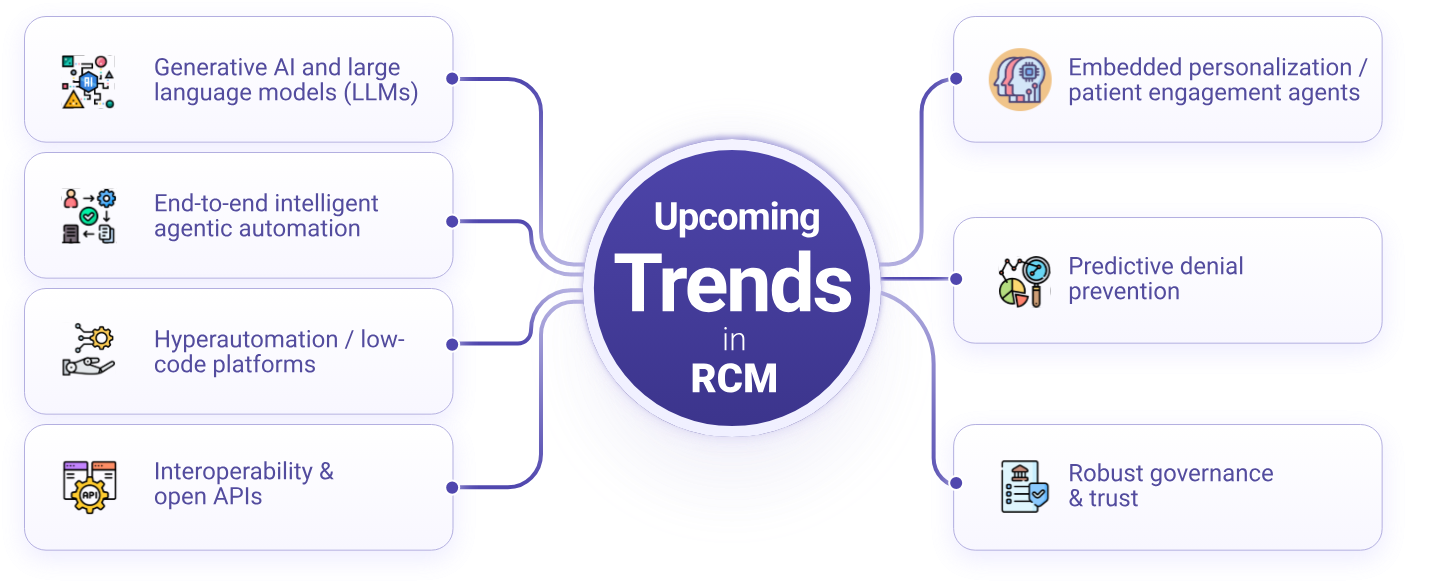 Generative AI and large
language models (LLMs)
End-to-end intelligent
agentic automation
Hyperautomation / low-
code platforms
API
Interoperability &
open APIs
Upcoming
Trends
in
RCM
Embedded personalization /
patient engagement agents
Predictive denial
prevention
Robust governance
& trust